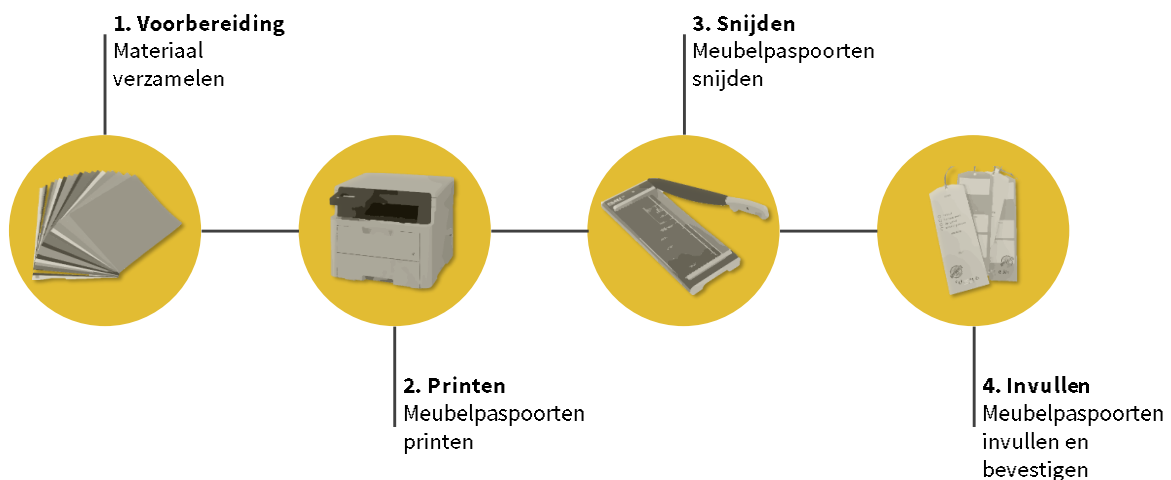 1. Voorbereiding
Materiaal
verzamelen
2. Printen
Meubelpaspoorten
printen
3. Snijden
Meubelpaspoorten
snijden
4. Invullen
Meubelpaspoorten
invullen en
bevestigen